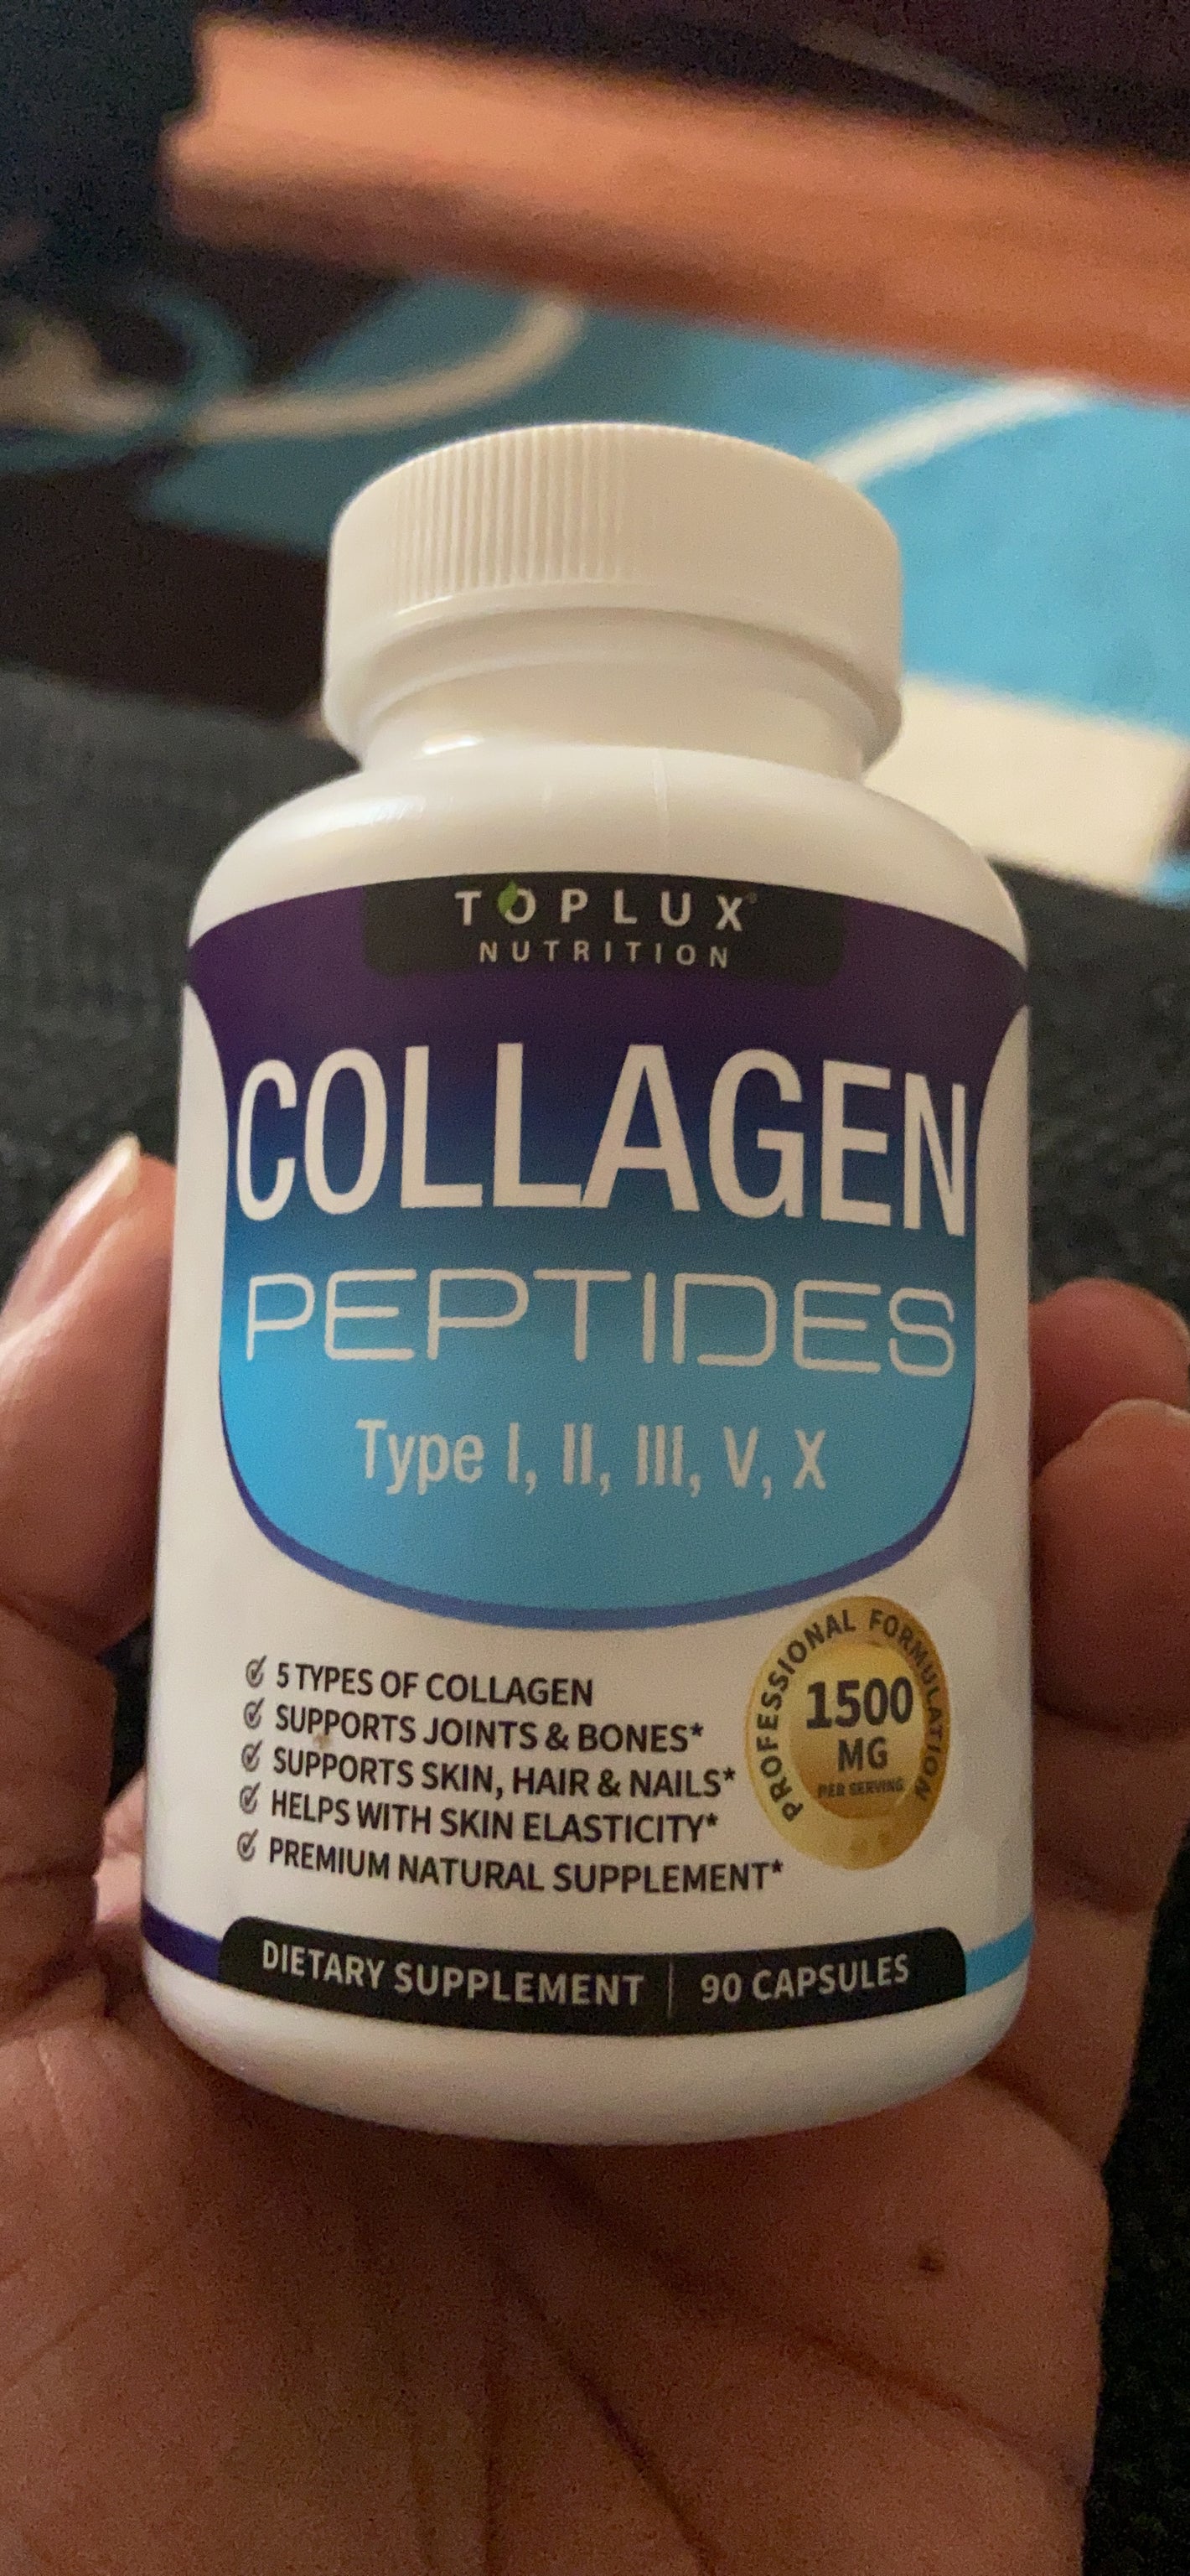 TOPLUX
NUTRITION
COLLAGEN
PEPTIDES
Type I, II, III, V, X
5 TYPES OF COLLAGEN
SUPPORTS JOINTS & BONES*
SUPPORTS SKIN, HAIR & NAILS*
HELPS WITH SKIN ELASTICITY*
PREMIUM NATURAL SUPPLEMENT*
PROFESSIONAL FORMULATION
1500
MG
PER SERVING
DIETARY SUPPLEMENT | 90 CAPSULES